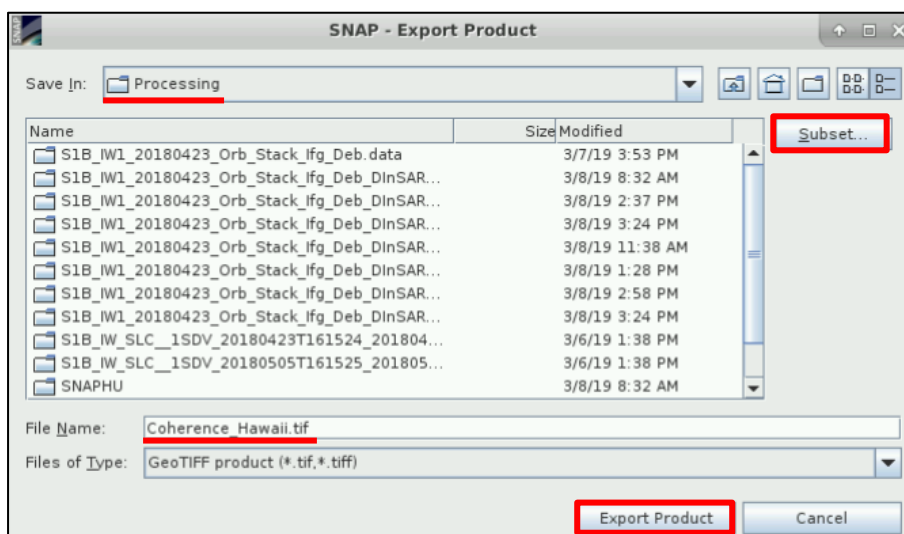 SNAP
SNAP - Export Product
Save In: Processing
Subset...
Name Size Modified
S1B_IW1_20180423_Orb_Stack_Ifg_Deb.data 3/7/19 3:53 PM
S1B_IW1_20180423_Orb_Stack_Ifg_Deb_DInSAR... 3/8/19 8:32 AM
S1B_IW1_20180423_Orb_Stack_Ifg_Deb_DInSAR... 3/8/19 2:37 PM
S1B_IW1_20180423_Orb_Stack_Ifg_Deb_DInSAR... 3/8/19 3:24 PM
S1B_IW1_20180423_Orb_Stack_Ifg_Deb_DInSAR... 3/8/19 11:38 AM
S1B_IW1_20180423_Orb_Stack_Ifg_Deb_DInSAR... 3/8/19 1:28 PM
S1B_IW1_20180423_Orb_Stack_Ifg_Deb_DInSAR... 3/8/19 2:58 PM
S1B_IW1_20180423_Orb_Stack_Ifg_Deb_DInSAR... 3/8/19 3:24 PM
S1B_IW_SLC__1SDV_20180423T161524_201804... 3/6/19 1:38 PM
S1B_IW_SLC__1SDV_20180505T161525_201805... 3/6/19 1:38 PM
SNAPHU 3/8/19 8:32 AM
File Name: Coherence_Hawaii.tif
Files of Type: GeoTIFF product (*.tif,*.tiff)
Export Product Cancel